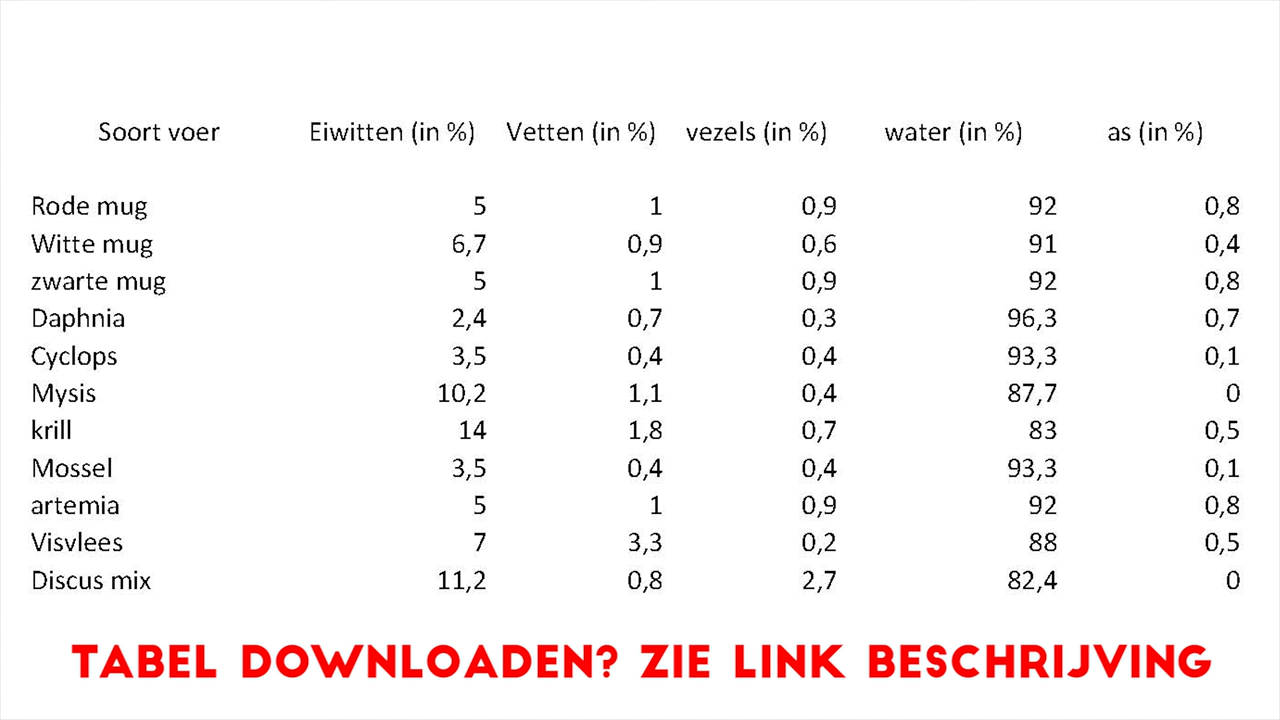 Soort voer Eiwitten (in %) Vetten (in %) vezels (in %) water (in %) as (in %)
Rode mug 5 1 0,9 92 0,8
Witte mug 6,7 0,9 0,6 91 0,4
zwarte mug 5 1 0,9 92 0,8
Daphnia 2,4 0,7 0,3 96,3 0,7
Cyclops 3,5 0,4 0,4 93,3 0,1
Mysis 10,2 1,1 0,4 87,7 0
krill 14 1,8 0,7 83 0,5
Mossel 3,5 0,4 0,4 93,3 0,1
artemia 5 1 0,9 92 0,8
Visvlees 7 3,3 0,2 88 0,5
Discus mix 11,2 0,8 2,7 82,4 0
TABEL DOWNLOADEN? ZIE LINK BESCHRIJVING